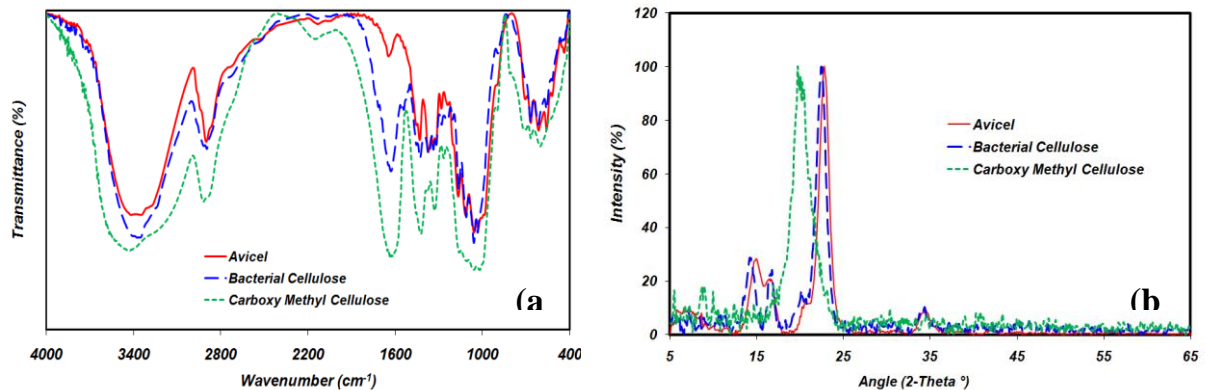 Transmittance (%)
Avicel
Bacterial Cellulose
Carboxy Methyl Cellulose
(a
4000 3400 2800 2200 1600 1000 400
Wavenumber (cm-1)
Intensity (%)
120
100
80
60
40
20
0
Avicel
Bacterial Cellulose
Carboxy Methyl Cellulose
(b
5 15 25 35 45 55 65
Angle (2-Theta °)